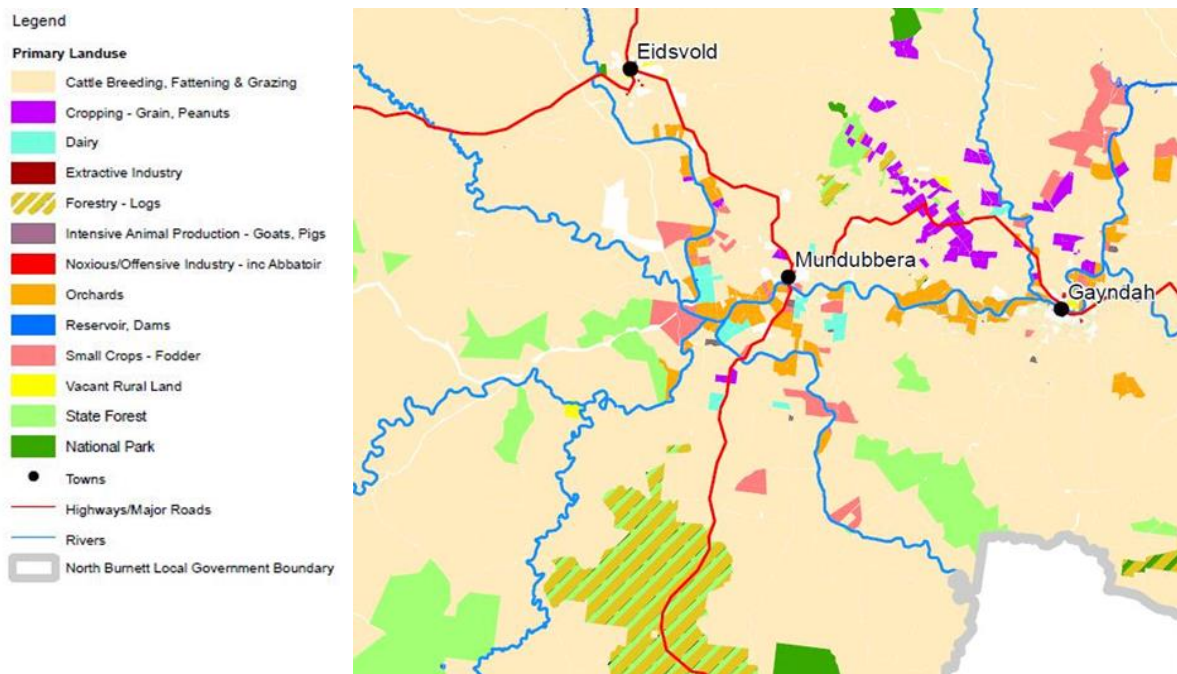 Legend
Primary Landuse
Cattle Breeding, Fattening & Grazing
Cropping - Grain, Peanuts
Dairy
Extractive Industry
Forestry - Logs
Intensive Animal Production - Goats, Pigs
Noxious/Offensive Industry - inc Abbatoir
Orchards
Reservoir, Dams
Small Crops - Fodder
Vacant Rural Land
State Forest
National Park
Towns
Highways/Major Roads
Rivers
North Burnett Local Government Boundary
Eidsvold
Mundubbera
Gayndah